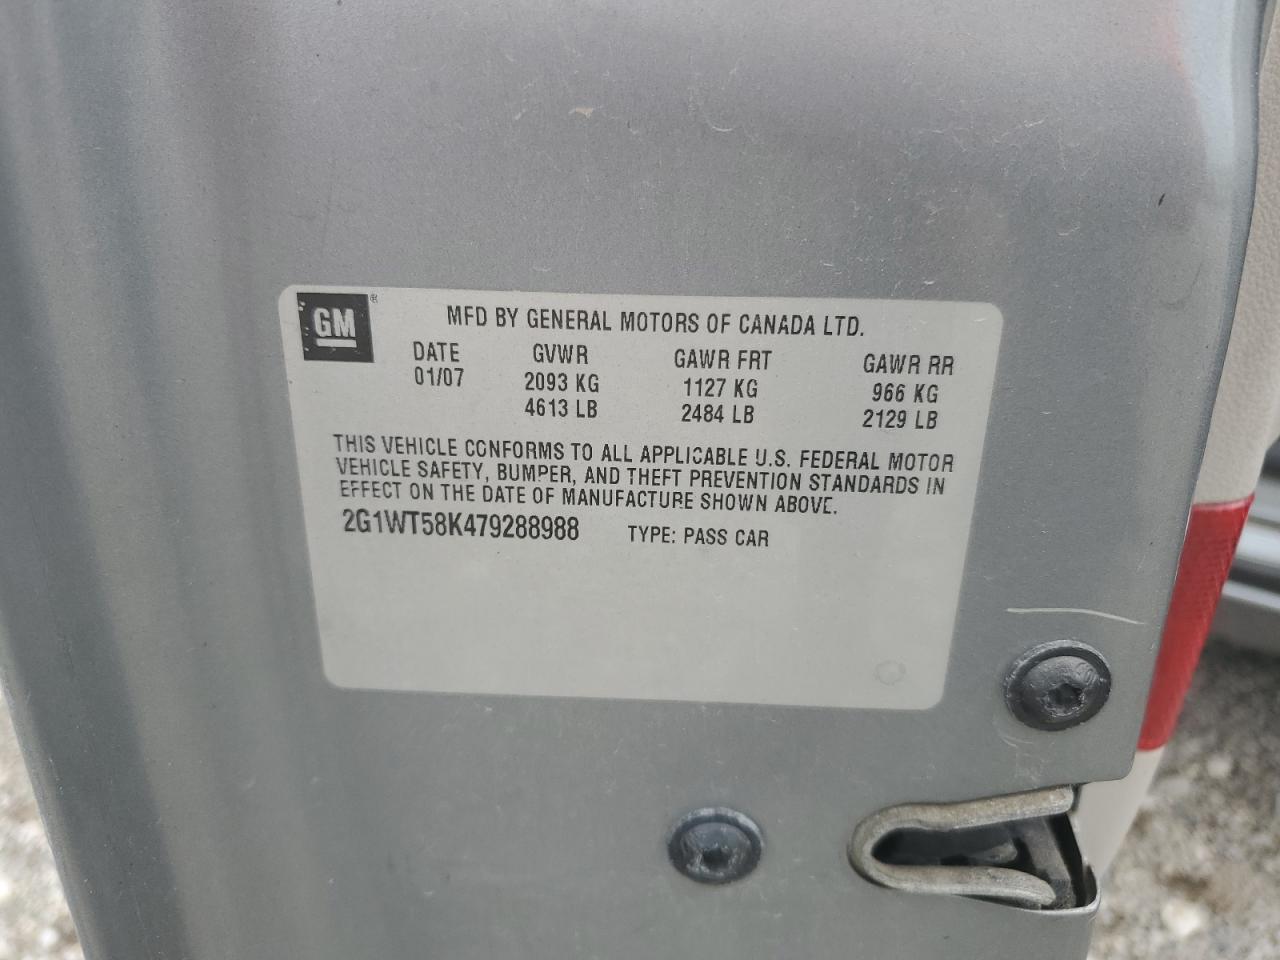 GM ®
MFD BY GENERAL MOTORS OF CANADA LTD.
DATE GVWR GAWR FRT GAWR RR
01/07 2093 KG 1127 KG 966 KG
4613 LB 2484 LB 2129 LB
THIS VEHICLE CONFORMS TO ALL APPLICABLE U.S. FEDERAL MOTOR
VEHICLE SAFETY, BUMPER, AND THEFT PREVENTION STANDARDS IN
EFFECT ON THE DATE OF MANUFACTURE SHOWN ABOVE.
2G1WT58K479288988 TYPE: PASS CAR